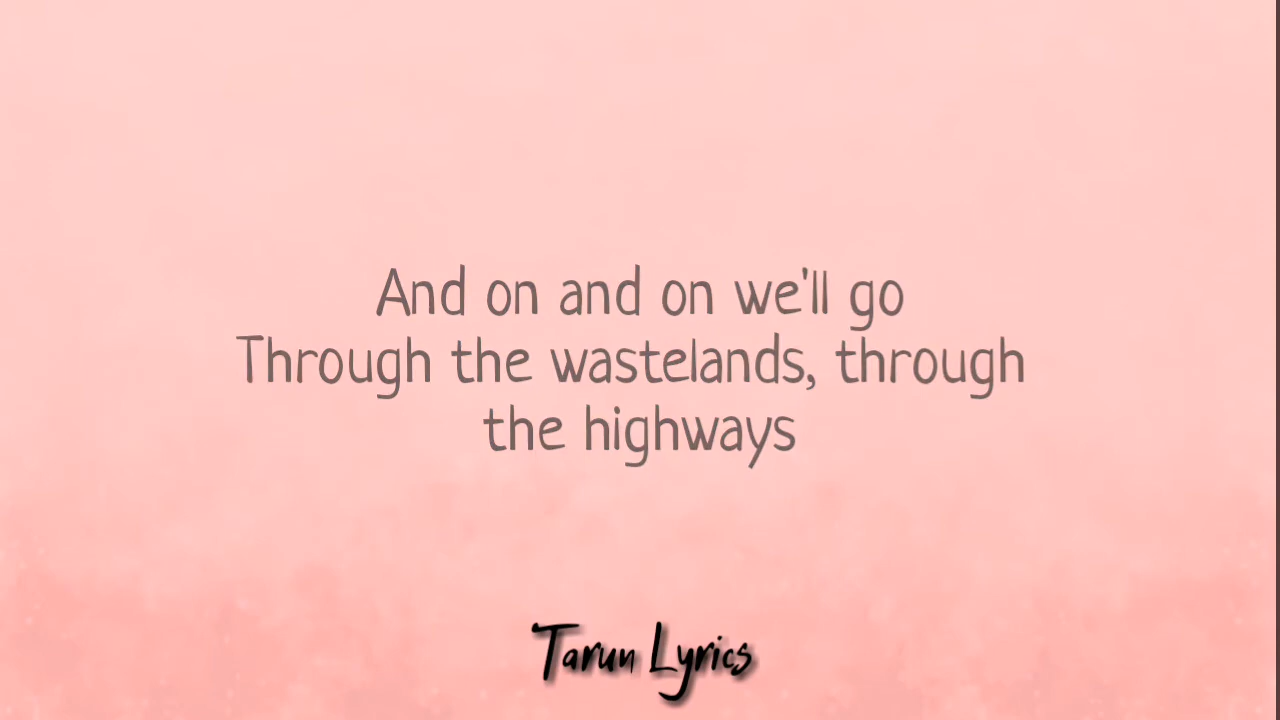 And on and on we'll go
Through the wastelands, through
the highways
Tarun Lyrics